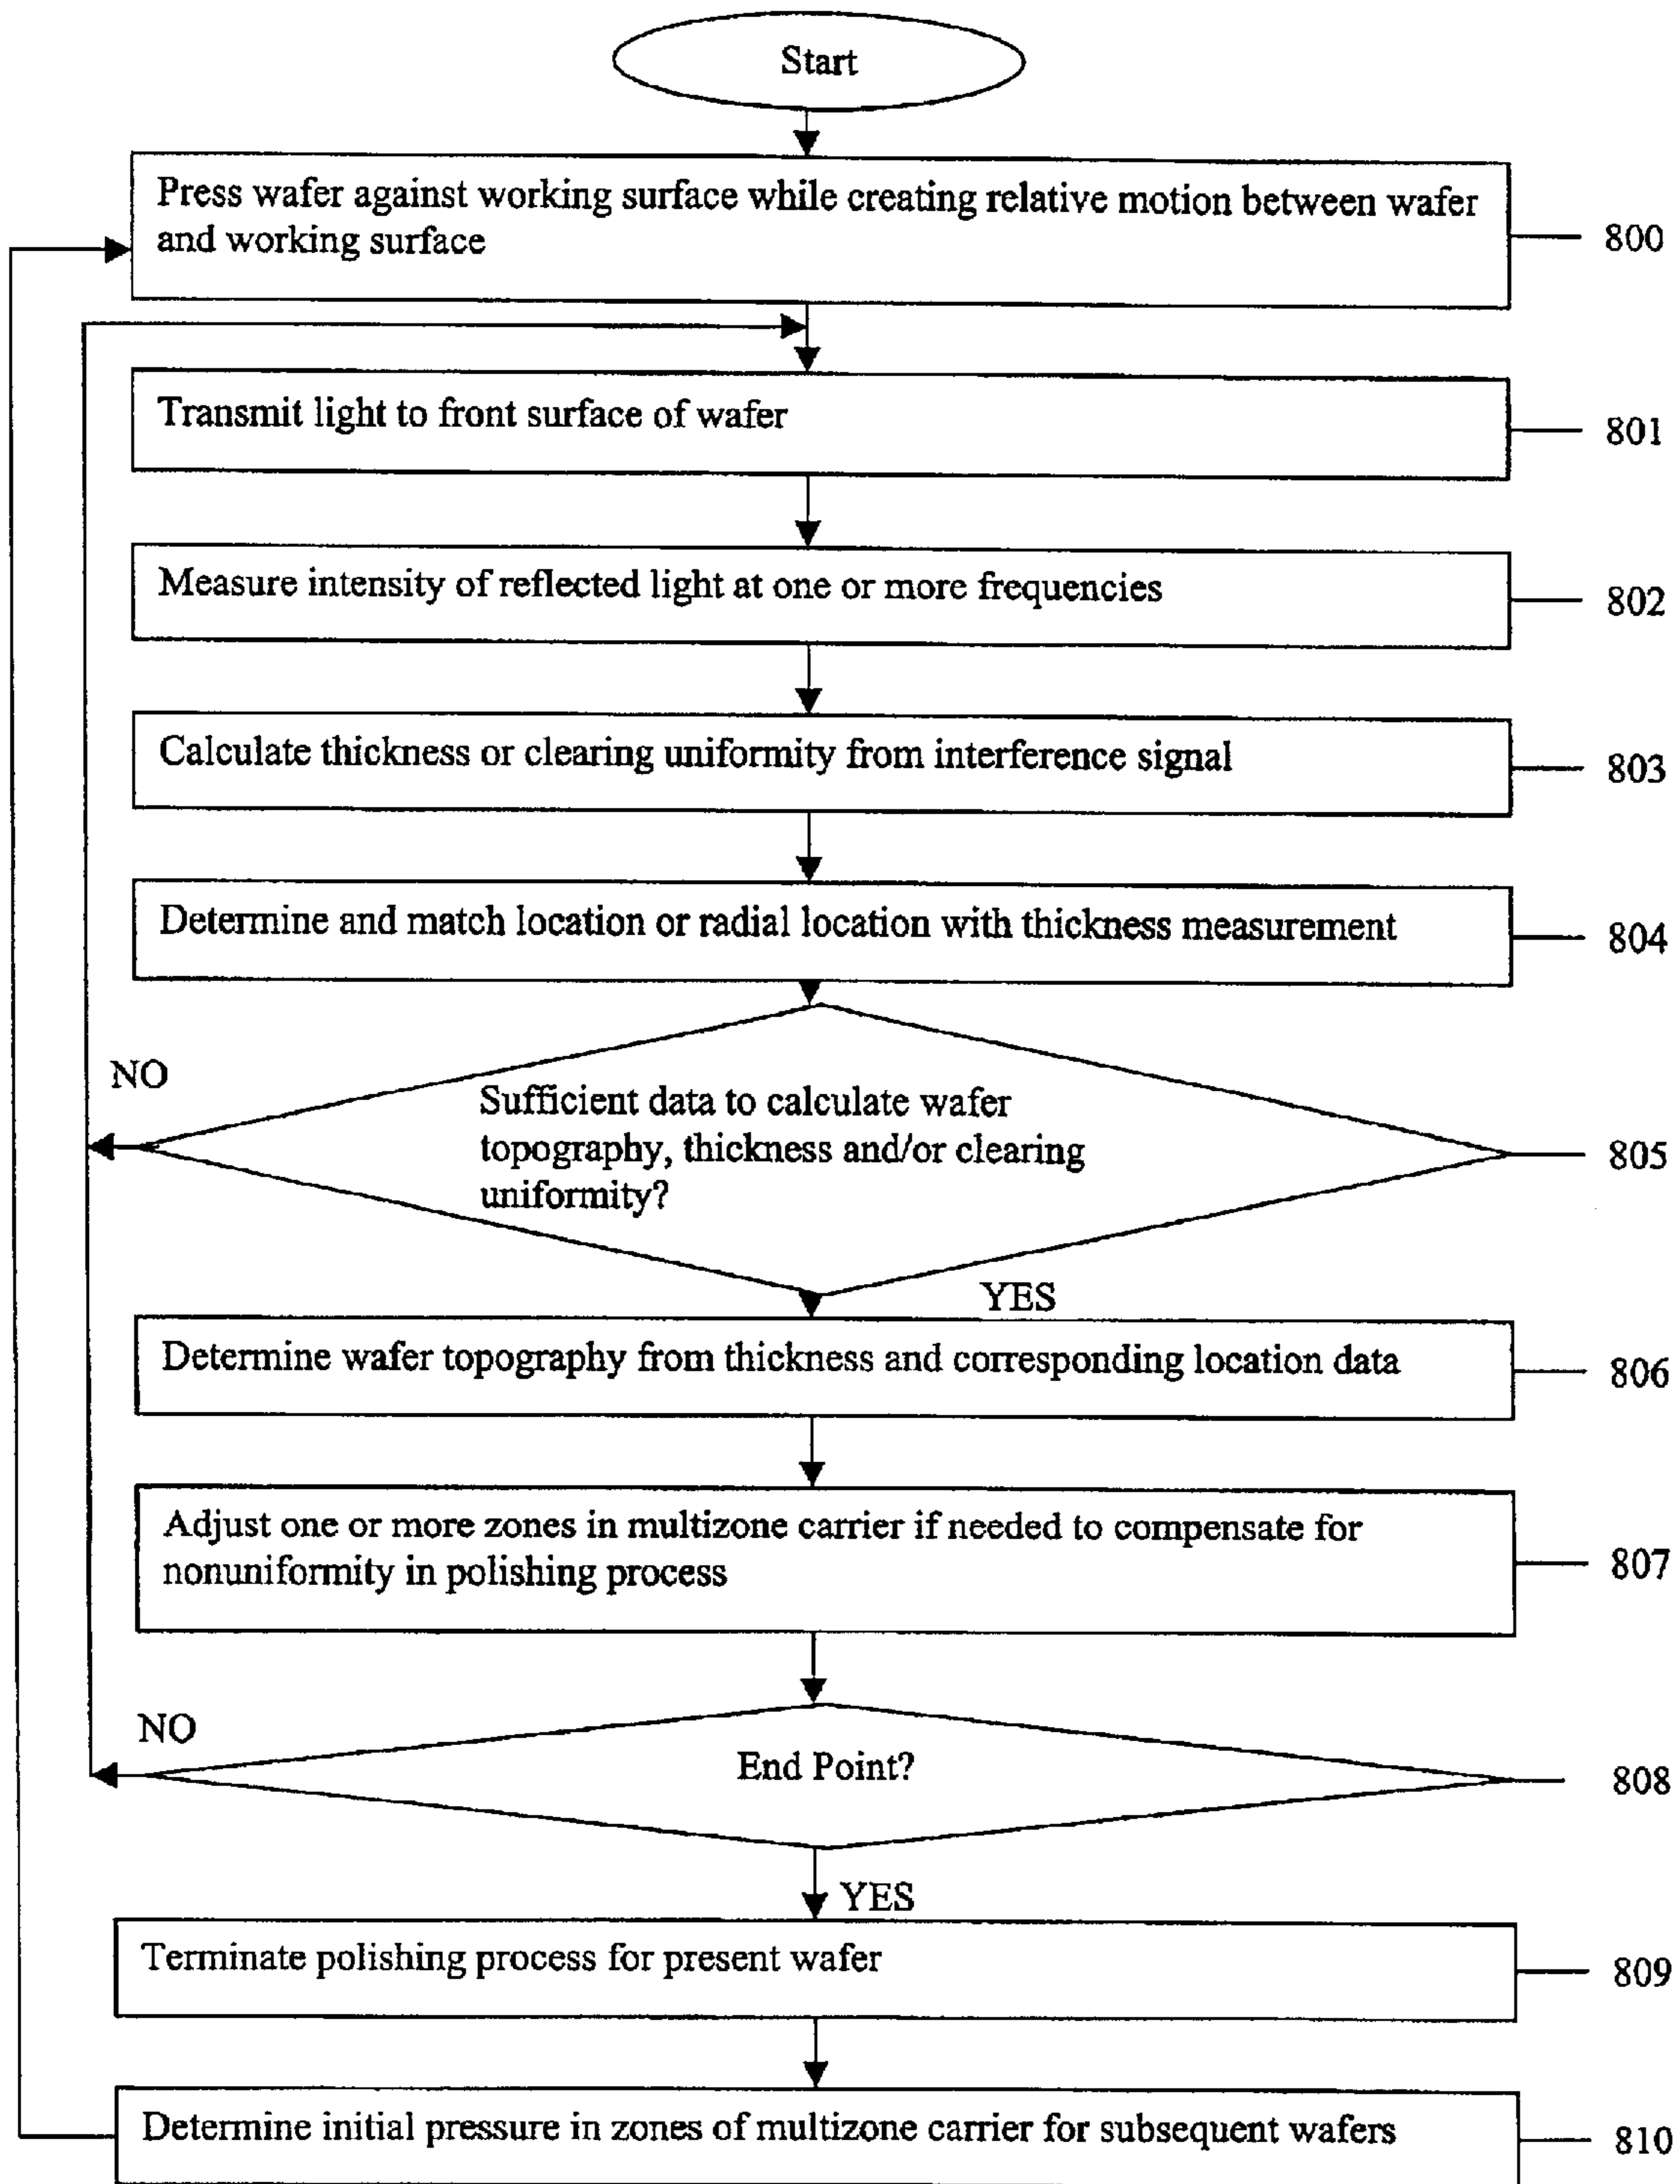 Start
Press wafer against working surface while creating relative motion between wafer
and working surface
800
Transmit light to front surface of wafer
801
Measure intensity of reflected light at one or more frequencies
802
Calculate thickness or clearing uniformity from interference signal
803
Determine and match location or radial location with thickness measurement
804
NO
Sufficient data to calculate wafer
topography, thickness and/or clearing
uniformity?
805
YES
Determine wafer topography from thickness and corresponding location data
806
Adjust one or more zones in multizone carrier if needed to compensate for
nonuniformity in polishing process
807
NO
End Point?
808
YES
Terminate polishing process for present wafer
809
Determine initial pressure in zones of multizone carrier for subsequent wafers
810